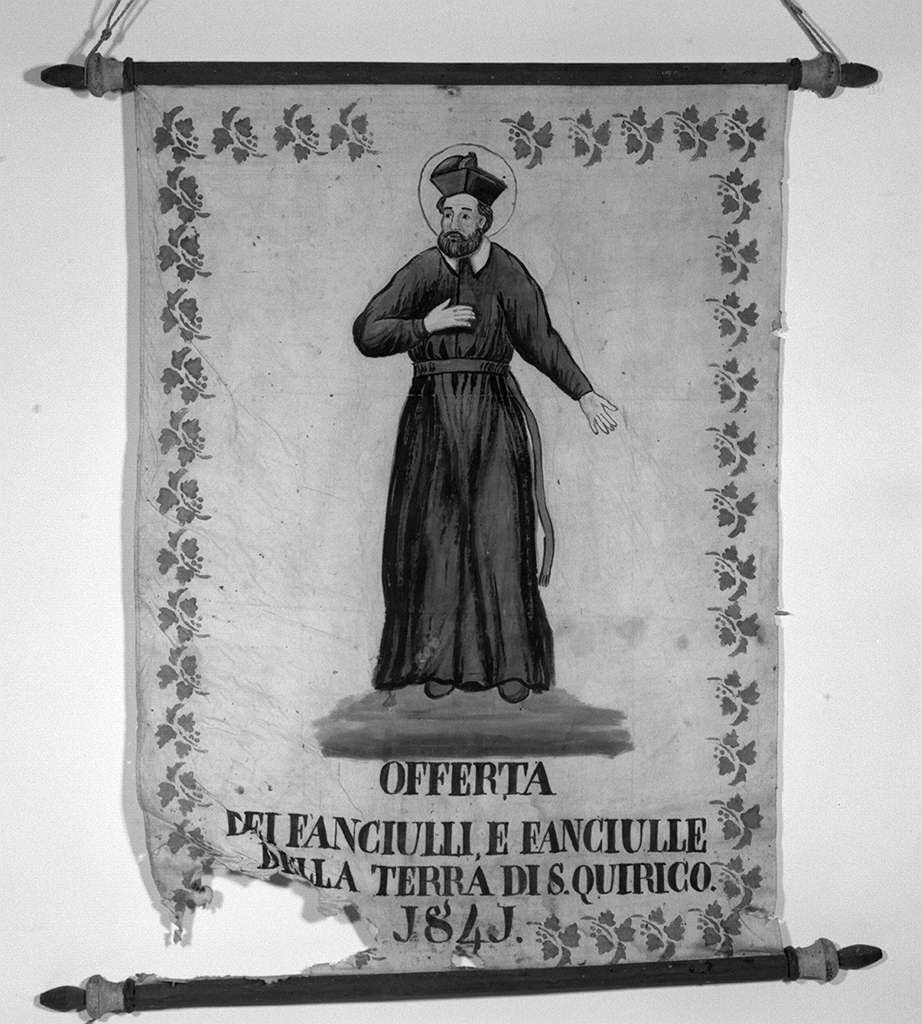 OFFERTA
DEI FANCIULLI, E FANCIULLE
DELLA TERRA DI S. QUIRICO.
1841.